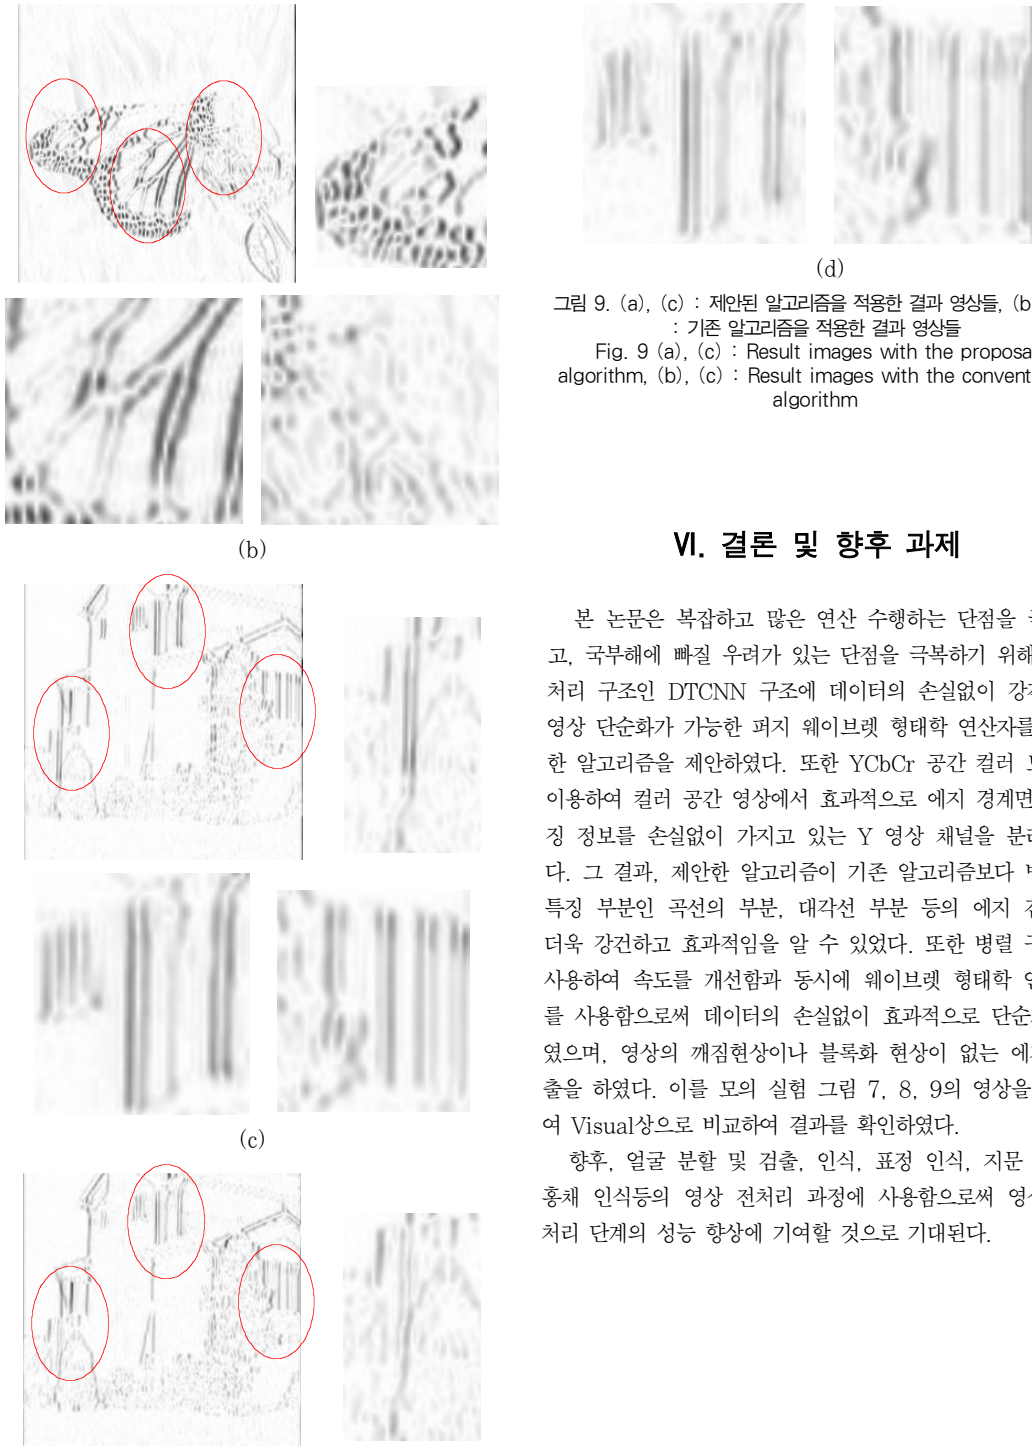 (b)
(c)
(d)
그림 9. (a), (c) : 제안된 알고리즘을 적용한 결과 영상들, (b
: 기존 알고리즘을 적용한 결과 영상들
Fig. 9 (a), (c) : Result images with the proposa
algorithm, (b), (c) : Result images with the convent
algorithm
Ⅵ. 결론 및 향후 과제
본 논문은 복잡하고 많은 연산 수행하는 단점을
고, 국부해에 빠질 우려가 있는 단점을 극복하기 위해
처리 구조인 DTCNN 구조에 데이터의 손실없이
영상 단순화가 가능한 퍼지 웨이브렛 형태학 연산자를
한 알고리즘을 제안하였다. 또한 YCbCr 공간 컬러
이용하여 컬러 공간 영상에서 효과적으로 에지 경계면
징 정보를 손실없이 가지고 있는 Y 영상 채널을
다. 그 결과, 제안한 알고리즘이 기존 알고리즘보다
특징 부분인 곡선의 부분, 대각선 부분 등의 에지
더욱 강건하고 효과적임을 알 수 있었다. 또한 병렬
사용하여 속도를 개선함과 동시에 웨이브렛 형태학
를 사용함으로써 데이터의 손실없이 효과적으로
였으며, 영상의 깨짐현상이나 블록화 현상이 없는
출을 하였다. 이를 모의 실험 그림 7, 8, 9의 영상을
여 Visual상으로 비교하여 결과를 확인하였다.
향후, 얼굴 분할 및 검출, 인식, 표정 인식, 지문
홍채 인식등의 영상 전처리 과정에 사용함으로써
처리 단계의 성능 향상에 기여할 것으로 기대된다.